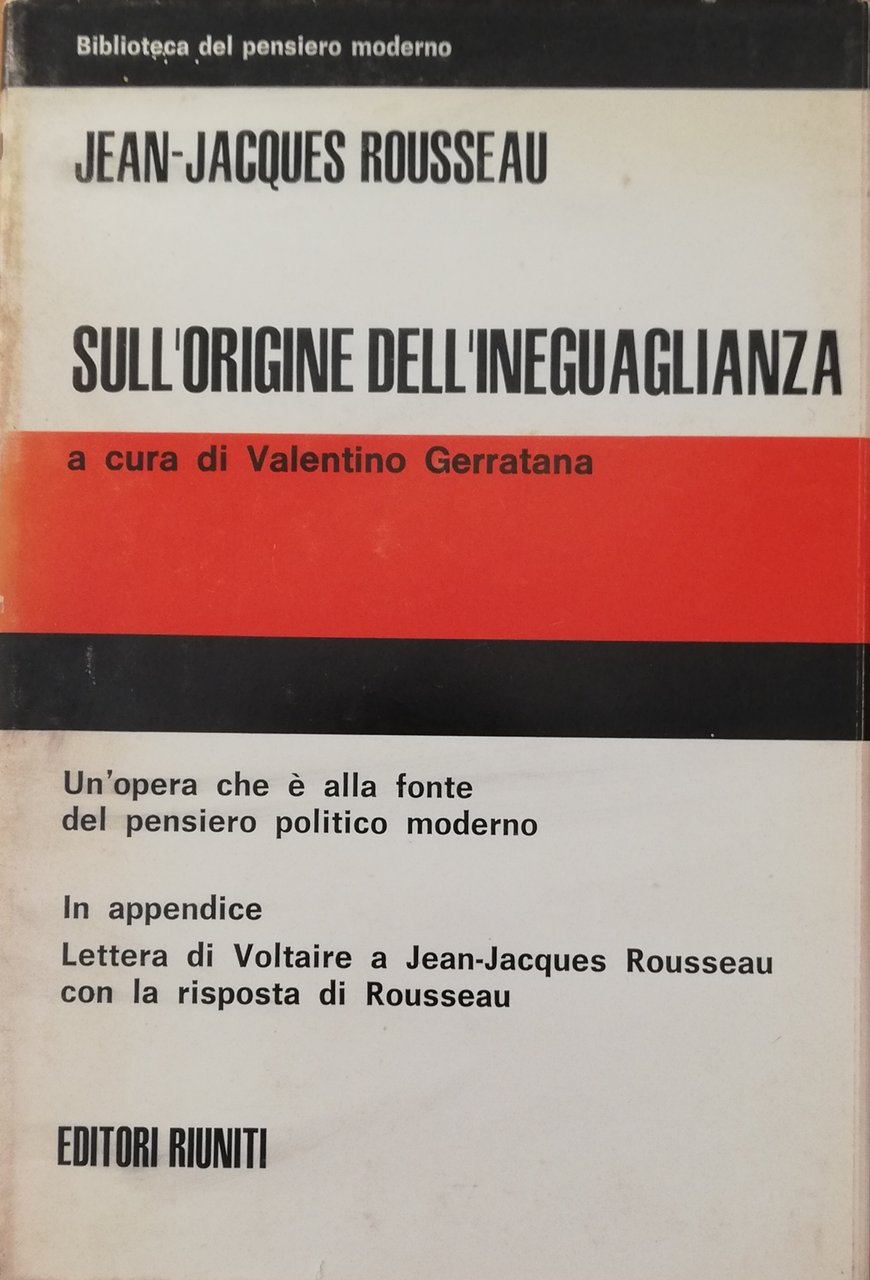 Biblioteca del pensiero moderno
JEAN-JACQUES ROUSSEAU
SULL'ORIGINE DELL'INEGUAGLIANZA
a cura di Valentino Gerratana
Un'opera che è alla fonte
del pensiero politico moderno
In appendice
Lettera di Voltaire a Jean-Jacques Rousseau
con la risposta di Rousseau
EDITORI RIUNITI